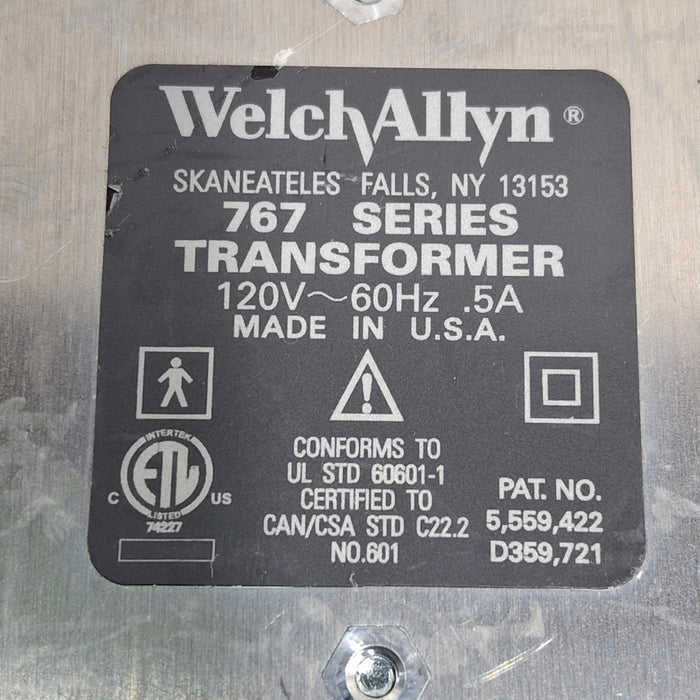 WelchAllyn®
SKANEATELES FALLS, NY 13153
767 SERIES
TRANSFORMER
120V~60Hz .5A
MADE IN U.S.A.
INTERTEK
ETL
C US
LISTED
74227
CONFORMS TO
UL STD 60601-1
CERTIFIED TO
CAN/CSA STD C22.2
NO.601
PAT. NO.
5,559,422
D359,721